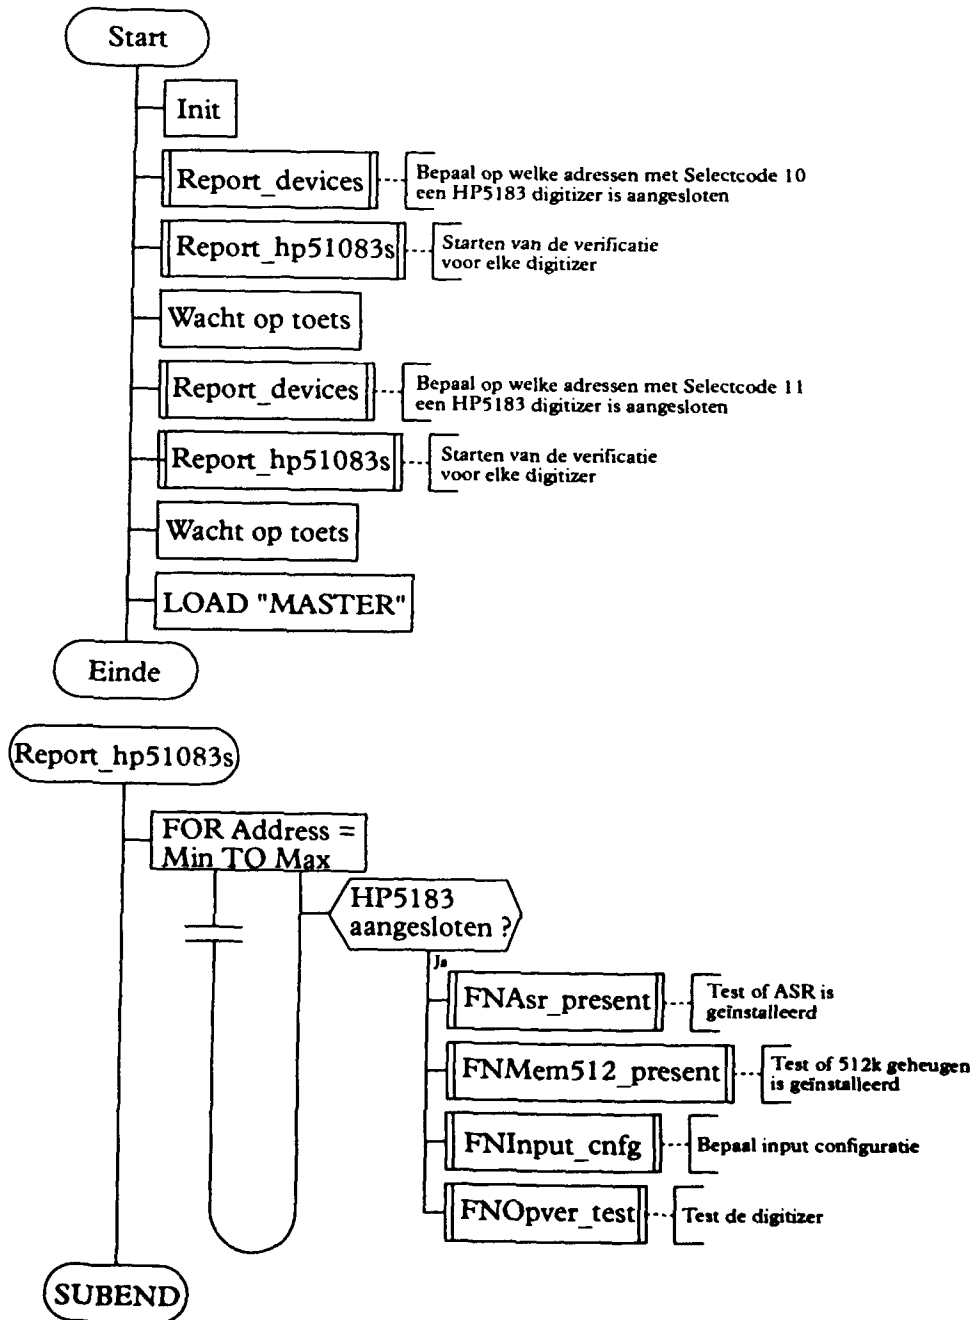 Start
Init
Report_devices
Bepaal op welke adressen met Selectcode 10
een HP5183 digitizer is aangesloten
Report_hp51083s
Starten van de verificatie
voor elke digitizer
Wacht op toets
Report_devices
Bepaal op welke adressen met Selectcode 11
een HP5183 digitizer is aangesloten
Report_hp51083s
Starten van de verificatie
voor elke digitizer
Wacht op toets
LOAD "MASTER"
Einde
Report_hp51083s
FOR Address =
Min TO Max
HP5183
aangesloten ?
Ja
FNAsr_present
Test of ASR is
geïnstalleerd
FNMem512_present
Test of 512k geheugen
is geïnstalleerd
FNInput_cnfg
Bepaal input configuratie
FNOpver_test
Test de digitizer
SUBEND